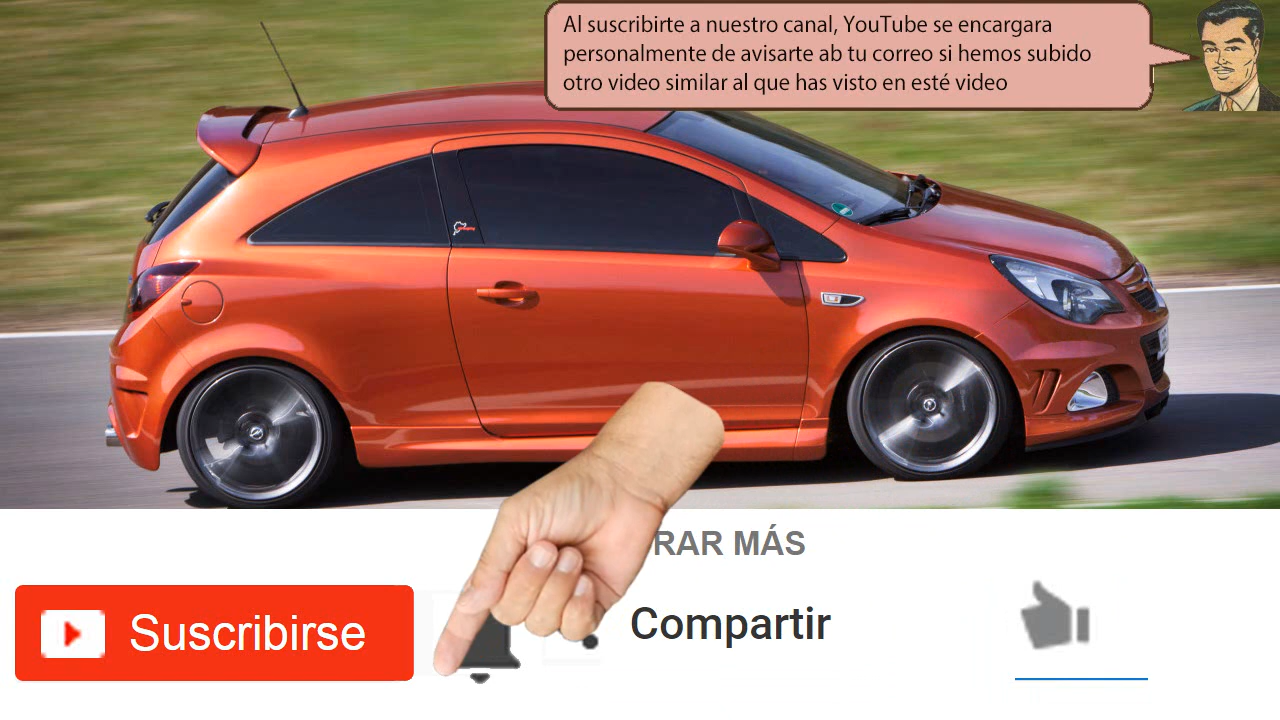 Al suscribirte a nuestro canal, YouTube se encargara
personalmente de avisarte ab tu correo si hemos subido
otro video similar al que has visto en esté video
RAR MÁS
Suscribirse
Compartir